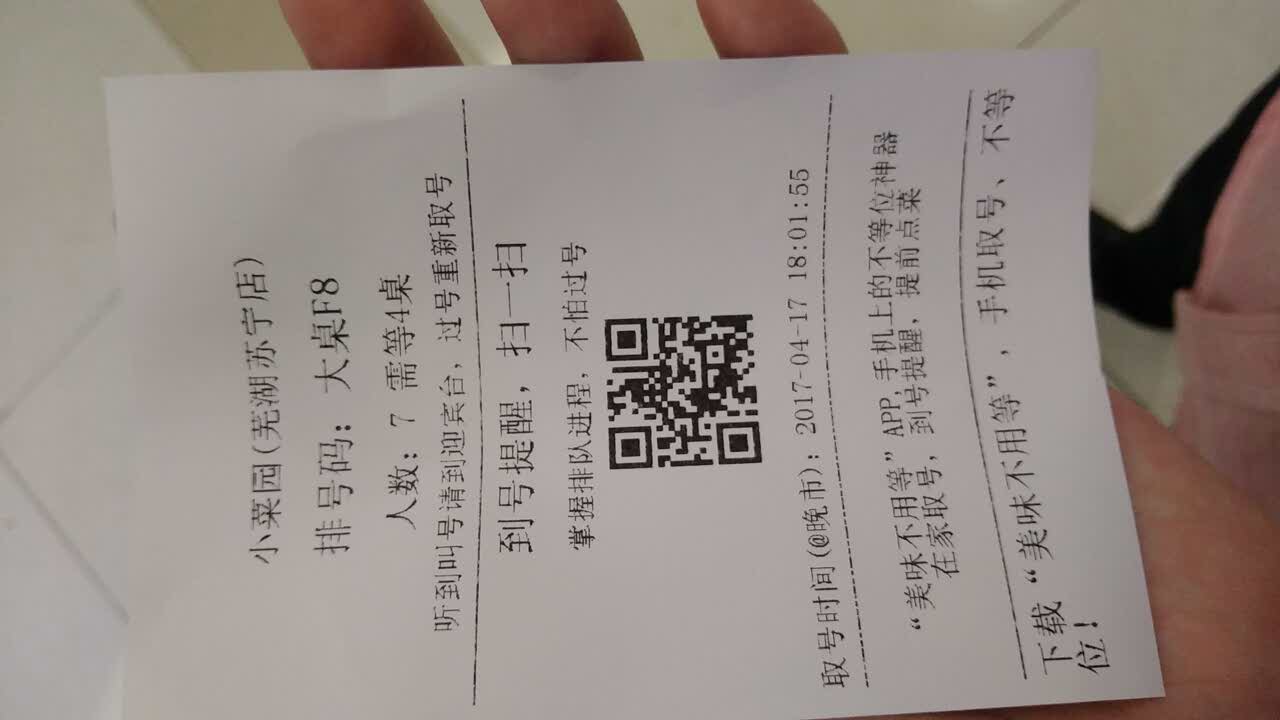 小菜园(芜湖苏宁店)
排号码：大桌F8
人数：7 需等4桌
听到叫号请到迎宾台，过号重新取号
到号提醒，扫一扫
掌握排队进程，不怕过号
取号时间(@晚市)：2017-04-17 18:01:55
“美味不用等”APP,手机上的不等位神器
在家取号，到号提醒，提前点菜
下载“美味不用等”，手机取号、不等
位！